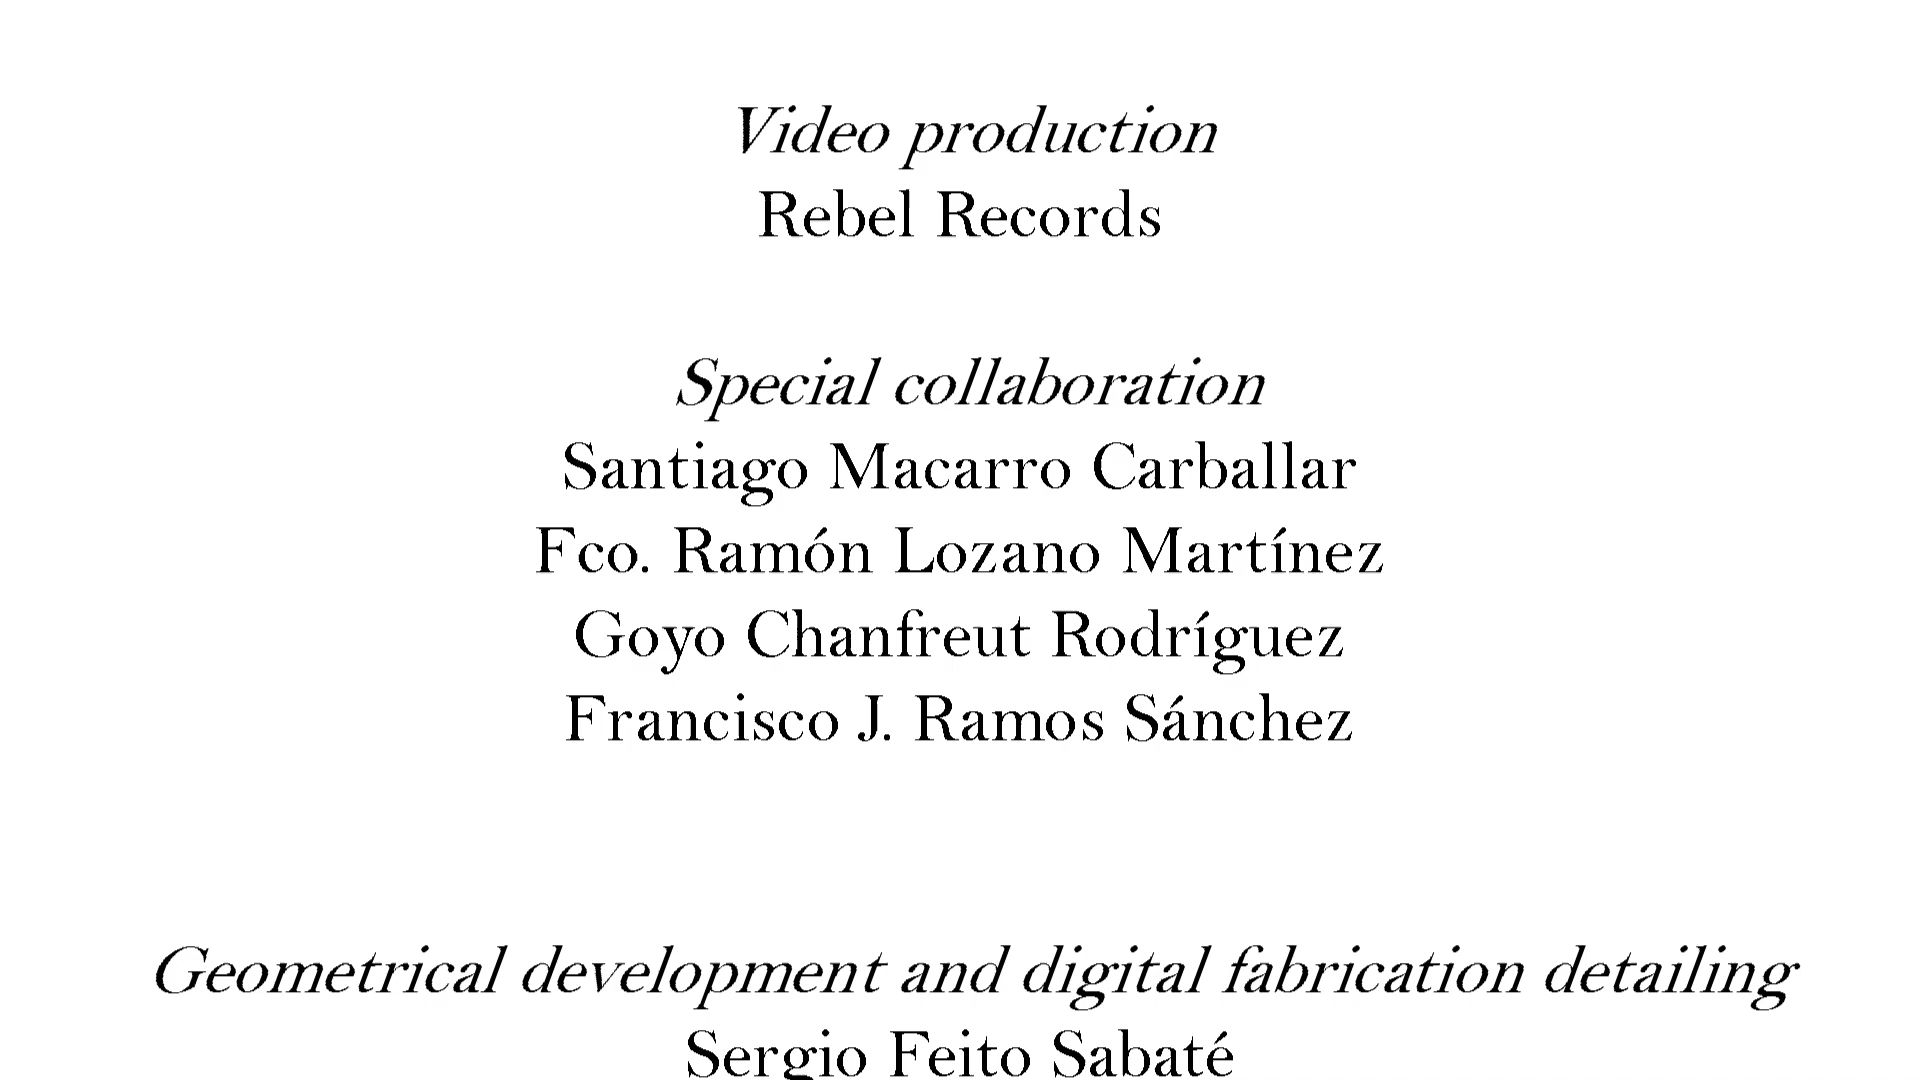 Video production
Rebel Records
Special collaboration
Santiago Macarro Carballar
Fco. Ramón Lozano Martínez
Goyo Chanfreut Rodríguez
Francisco J. Ramos Sánchez
Geometrical development and digital fabrication detailing
Sergio Feito Sabaté